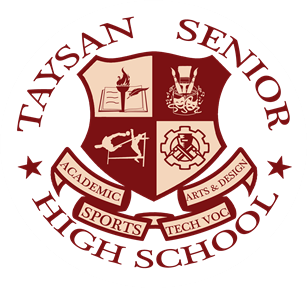 TAYSAN SENIOR
ACADEMIC
SPORTS
TECH VOC
ARTS & DESIGN
HIGH SCHOOL